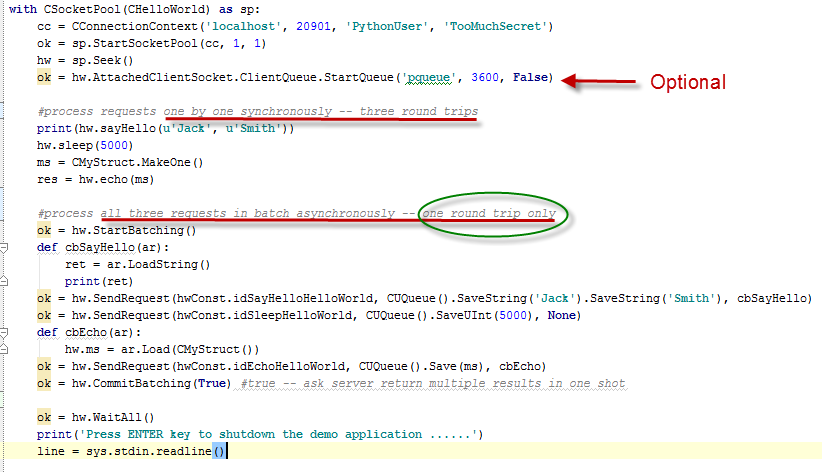 with CSocketPool(CHelloWorld) as sp:
cc = CConnectionContext('localhost', 20901, 'PythonUser', 'TooMuchSecret')
ok = sp.StartSocketPool(cc, 1, 1)
hw = sp.Seek()
ok = hw.AttachedClientSocket.ClientQueue.StartQueue('pqueue', 3600, False)
Optional
#process requests one by one synchronously -- three round trips
print(hw.sayHello(u'Jack', u'Smith'))
hw.sleep(5000)
ms = CMyStruct.MakeOne()
res = hw.echo(ms)
#process all three requests in batch asynchronously -- one round trip only
ok = hw.StartBatching()
def cbSayHello(ar):
ret = ar.LoadString()
print(ret)
ok = hw.SendRequest(hwConst.idSayHelloHelloWorld, CUQueue().SaveString('Jack').SaveString('Smith'), cbSayHello)
ok = hw.SendRequest(hwConst.idSleepHelloWorld, CUQueue().SaveUInt(5000), None)
def cbEcho(ar):
hw.ms = ar.Load(CMyStruct())
ok = hw.SendRequest(hwConst.idEchoHelloWorld, CUQueue().Save(ms), cbEcho)
ok = hw.CommitBatching(True) #true -- ask server return multiple results in one shot
ok = hw.WaitAll()
print('Press ENTER key to shutdown the demo application ......')
line = sys.stdin.readline()